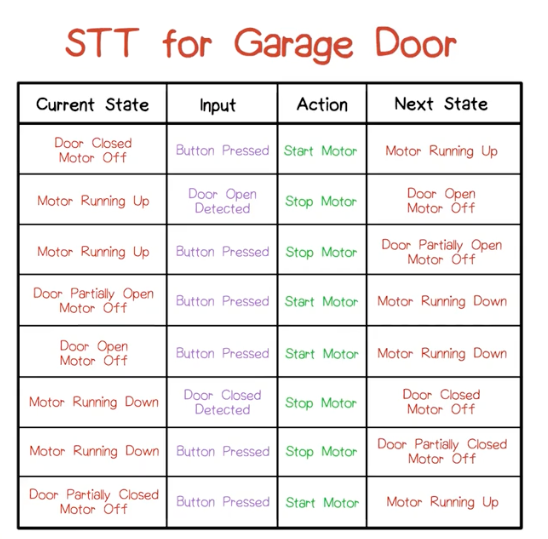 STT for Garage Door
Current State Input Action Next State
Door Closed
Motor Off Button Pressed Start Motor Motor Running Up
Motor Running Up Door Open
Detected Stop Motor Door Open
Motor Off
Motor Running Up Button Pressed Stop Motor Door Partially Open
Motor Off
Door Partially Open
Motor Off Button Pressed Start Motor Motor Running Down
Door Open
Motor Off Button Pressed Start Motor Motor Running Down
Motor Running Down Door Closed
Detected Stop Motor Door Closed
Motor Off
Motor Running Down Button Pressed Stop Motor Door Partially Closed
Motor Off
Door Partially Closed
Motor Off Button Pressed Start Motor Motor Running Up